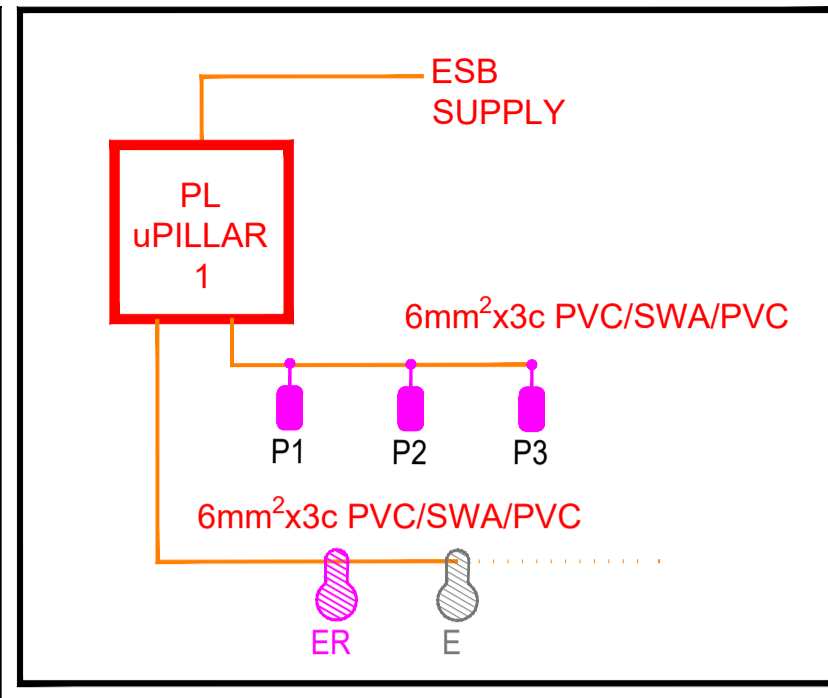 ESB
SUPPLY
PL
uPILLAR
1
6mm²x3c PVC/SWA/PVC
P1 P2 P3
6mm²x3c PVC/SWA/PVC
ER E